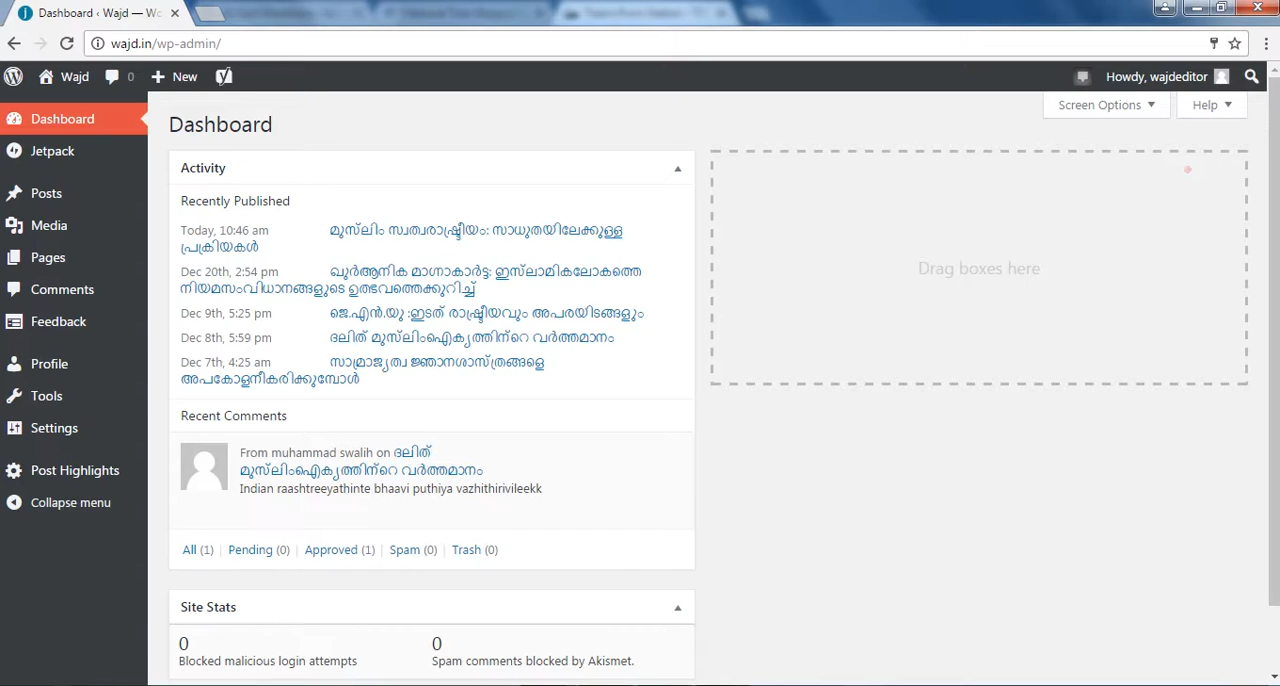 Dashboard ‹ Wajd — Wc
wajd.in/wp-admin/
Wajd 0 New Howdy, wajdeditor
Screen Options Help
Dashboard
Jetpack
Posts
Media
Pages
Comments
Feedback
Profile
Tools
Settings
Post Highlights
Collapse menu
Dashboard
Activity
Recently Published
Today, 10:46 am മുസ്‌ലിം സ്വത്വരാഷ്ട്രീയം: സാധുതയിലേക്കുള്ള
പ്രക്രിയകൾ
Dec 20th, 2:54 pm ഖുർആനിക മാഗ്നാകാർട്ട: ഇസ്‌ലാമികലോകത്തെ
നിയമസംവിധാനങ്ങളുടെ ഉത്ഭവത്തെക്കുറിച്ച്
Dec 9th, 5:25 pm ജെ.എൻ.യു :ഇടത് രാഷ്ട്രീയവും അപരയിടങ്ങളും
Dec 8th, 5:59 pm ദലിത് മുസ്‌ലിംഐക്യത്തിന്റെ വർത്തമാനം
Dec 7th, 4:25 am സാമ്രാജ്യത്വ ജ്ഞാനശാസ്ത്രങ്ങളെ
അപകോളനീകരിക്കുമ്പോൾ
Recent Comments
From muhammad swalih on ദലിത്
മുസ്‌ലിംഐക്യത്തിന്റെ വർത്തമാനം
Indian raashtreeyathinte bhaavi puthiya vazhithirivileekk
All (1) | Pending (0) | Approved (1) | Spam (0) | Trash (0)
Site Stats
0 0
Blocked malicious login attempts Spam comments blocked by Akismet.
Drag boxes here